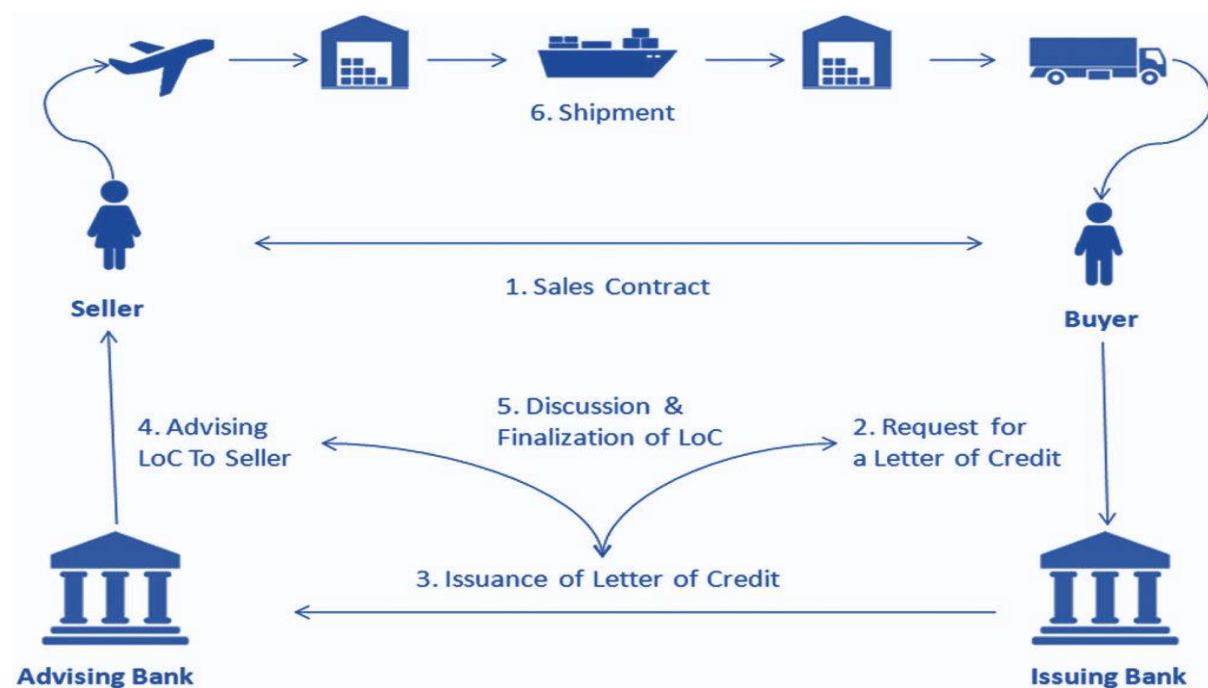 6. Shipment
1. Sales Contract
Seller
Buyer
5. Discussion &
Finalization of LoC
4. Advising
LoC To Seller
2. Request for
a Letter of Credit
3. Issuance of Letter of Credit
Advising Bank
Issuing Bank